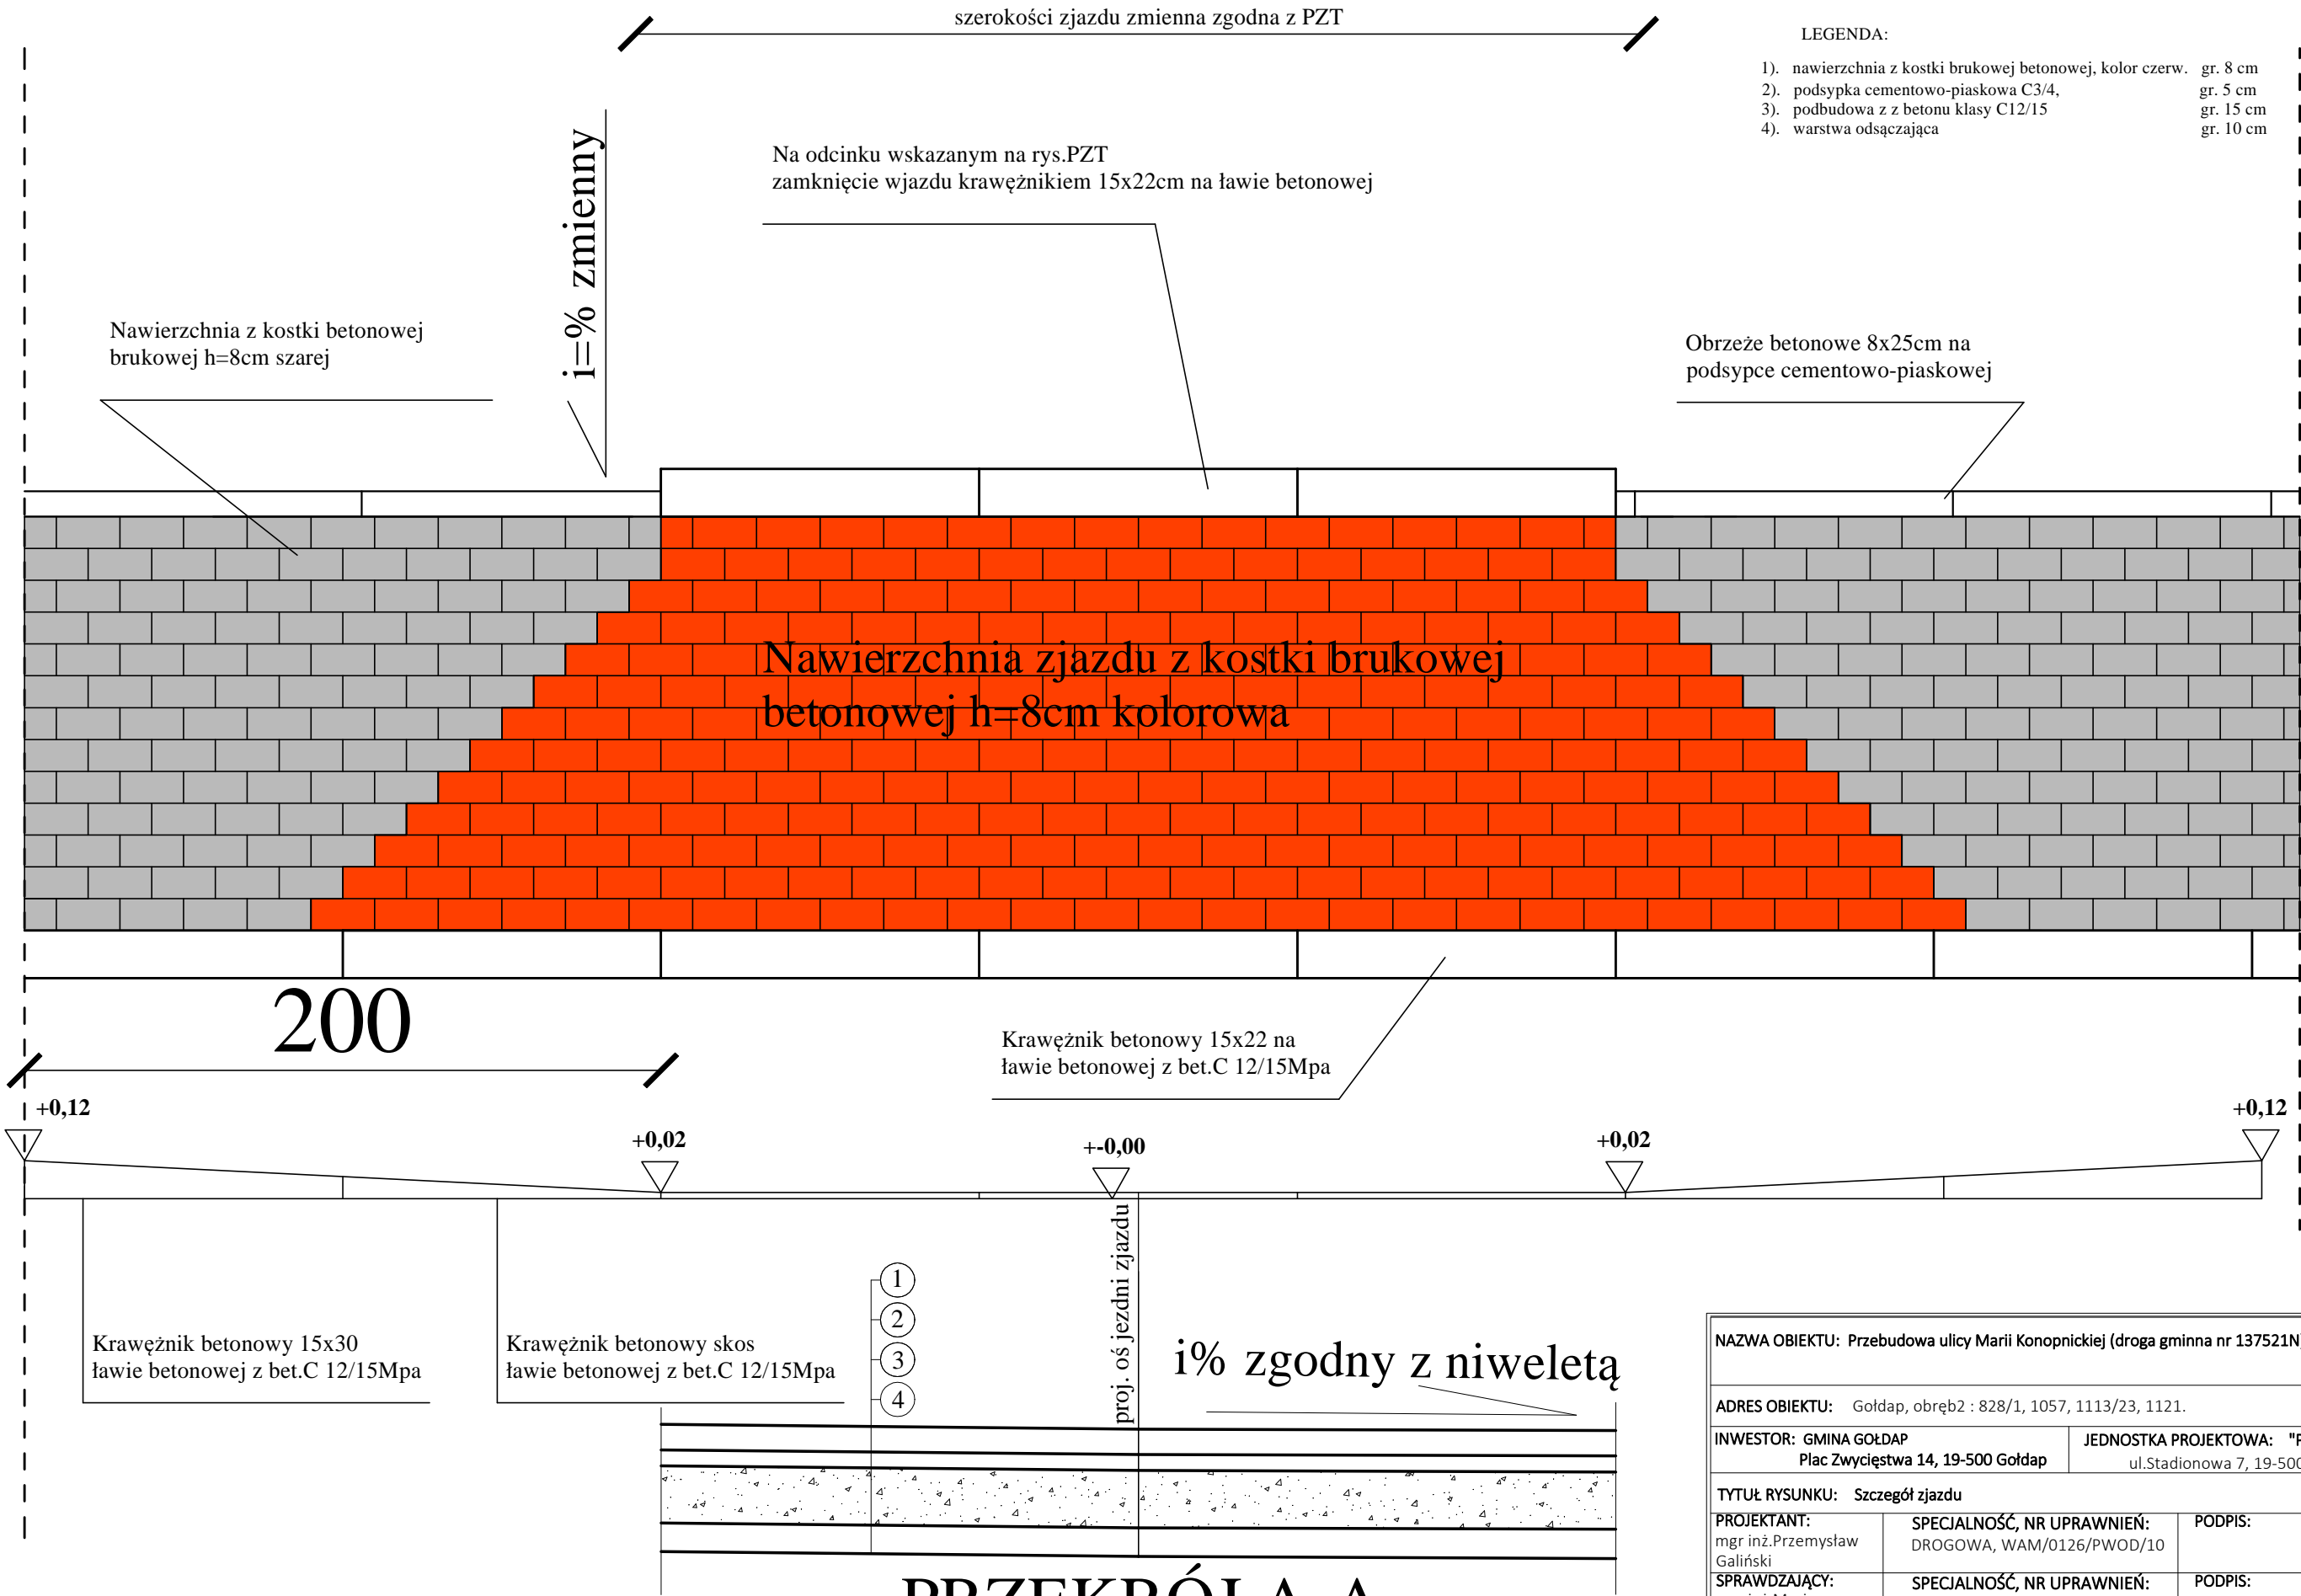 szerokości zjazdu zmienna zgodna z PZT
LEGENDA:
1). nawierzchnia z kostki brukowej betonowej, kolor czerw. gr. 8 cm
2). podsypka cementowo-piaskowa C3/4, gr. 5 cm
3). podbudowa z z betonu klasy C12/15 gr. 15 cm
4). warstwa odsączająca gr. 10 cm
i=% zmienny
Na odcinku wskazanym na rys.PZT
zamknięcie wjazdu krawężnikiem 15x22cm na ławie betonowej
Nawierzchnia z kostki betonowej
brukowej h=8cm szarej
Obrzeże betonowe 8x25cm na
podsypce cementowo-piaskowej
Nawierzchnia zjazdu z kostki brukowej
betonowej h=8cm kolorowa
200
Krawężnik betonowy 15x22 na
ławie betonowej z bet.C 12/15Mpa
+0,12
+0,02
+-0,00
+0,02
+0,12
proj. oś jezdni zjazdu
Krawężnik betonowy 15x30
ławie betonowej z bet.C 12/15Mpa
Krawężnik betonowy skos
ławie betonowej z bet.C 12/15Mpa
1
2
3
4
i% zgodny z niweletą
PRZEKRÓJ A-A
NAZWA OBIEKTU: Przebudowa ulicy Marii Konopnickiej (droga gminna nr 137521N)
ADRES OBIEKTU: Gołdap, obręb2 : 828/1, 1057, 1113/23, 1121.
INWESTOR: GMINA GOŁDAP
Plac Zwycięstwa 14, 19-500 Gołdap
JEDNOSTKA PROJEKTOWA: "P
ul.Stadionowa 7, 19-500
TYTUŁ RYSUNKU: Szczegół zjazdu
PROJEKTANT:
mgr inż.Przemysław
Galiński
SPECJALNOŚĆ, NR UPRAWNIEŃ:
DROGOWA, WAM/0126/PWOD/10
PODPIS:
SPRAWDZAJĄCY:
SPECJALNOŚĆ, NR UPRAWNIEŃ:
PODPIS: